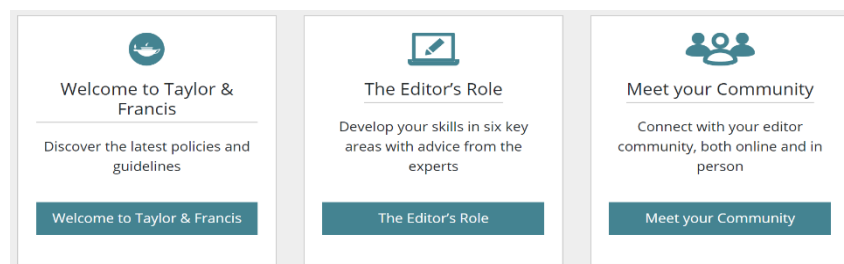 Welcome to Taylor &
Francis
Discover the latest policies and
guidelines
Welcome to Taylor & Francis
The Editor’s Role
Develop your skills in six key
areas with advice from the
experts
The Editor’s Role
Meet your Community
Connect with your editor
community, both online and in
person
Meet your Community